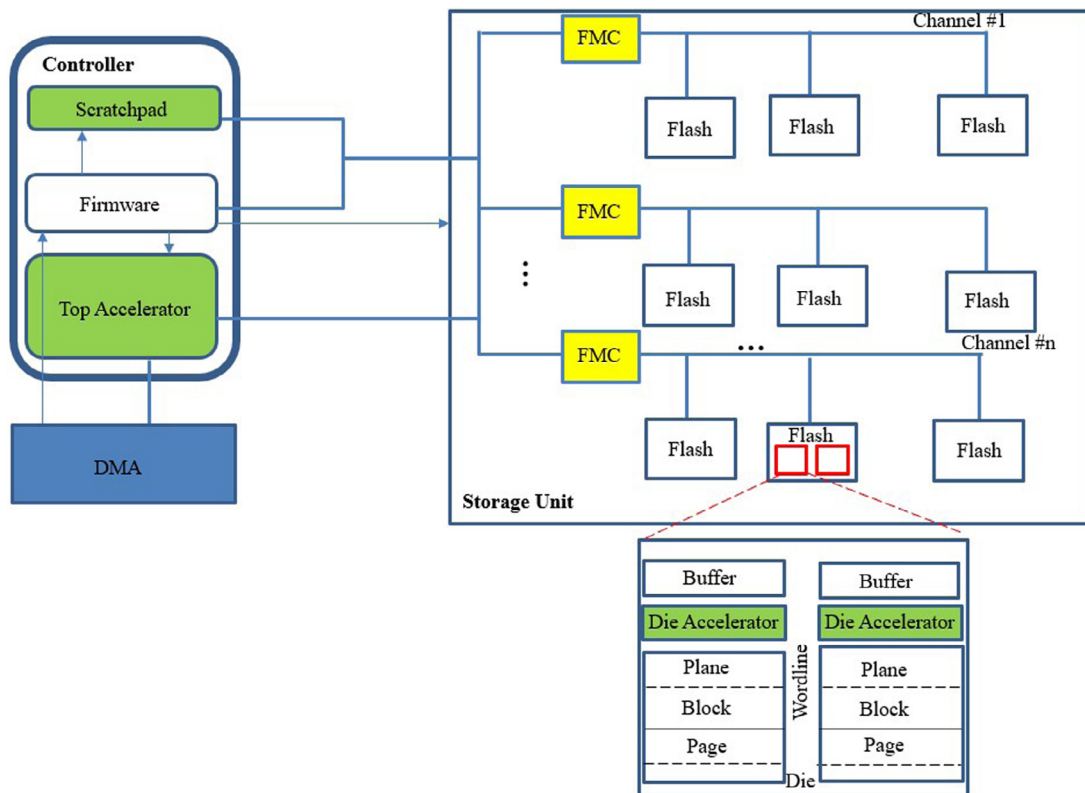 Controller
Scratchpad
Firmware
Top Accelerator
DMA
Storage Unit
Channel #1
FMC
Flash
Flash
Flash
FMC
Flash
Flash
Flash
...
FMC
...
Channel #n
Flash
Flash
Flash
Buffer
Buffer
Die Accelerator
Die Accelerator
Wordline
Plane
Plane
Block
Block
Page
Page
Die